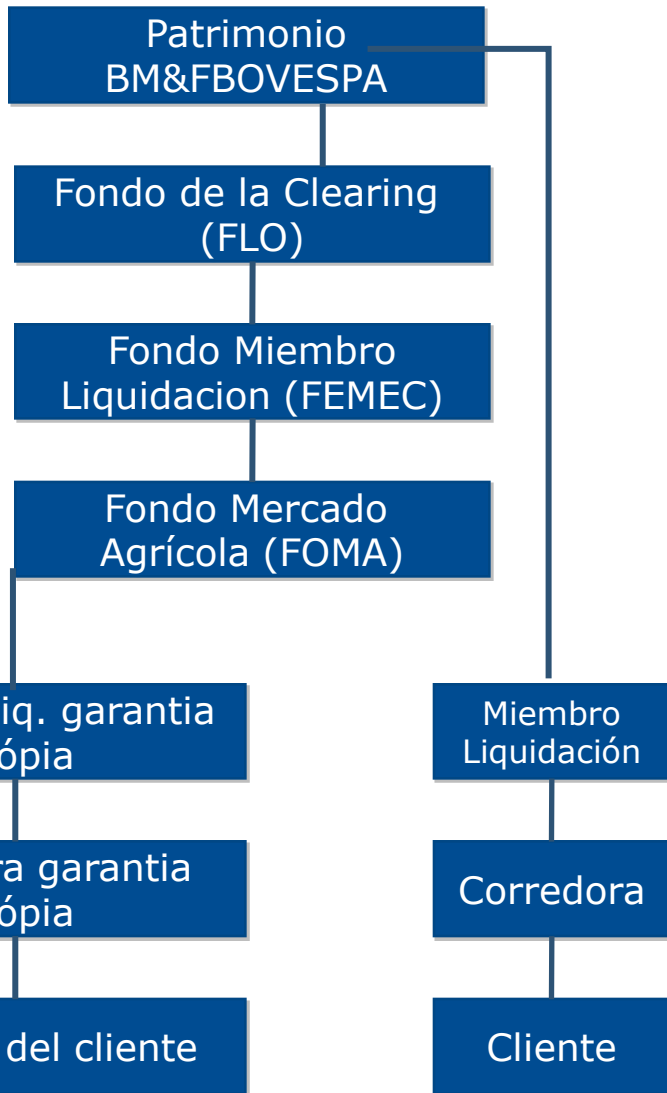 Patrimonio
BM&FBOVESPA
Fondo de la Clearing
(FLO)
Fondo Miembro
Liquidacion (FEMEC)
Fondo Mercado
Agrícola (FOMA)
iq. garantia
ópia
Miembro
Liquidación
ra garantia
ópia
Corredora
del cliente
Cliente